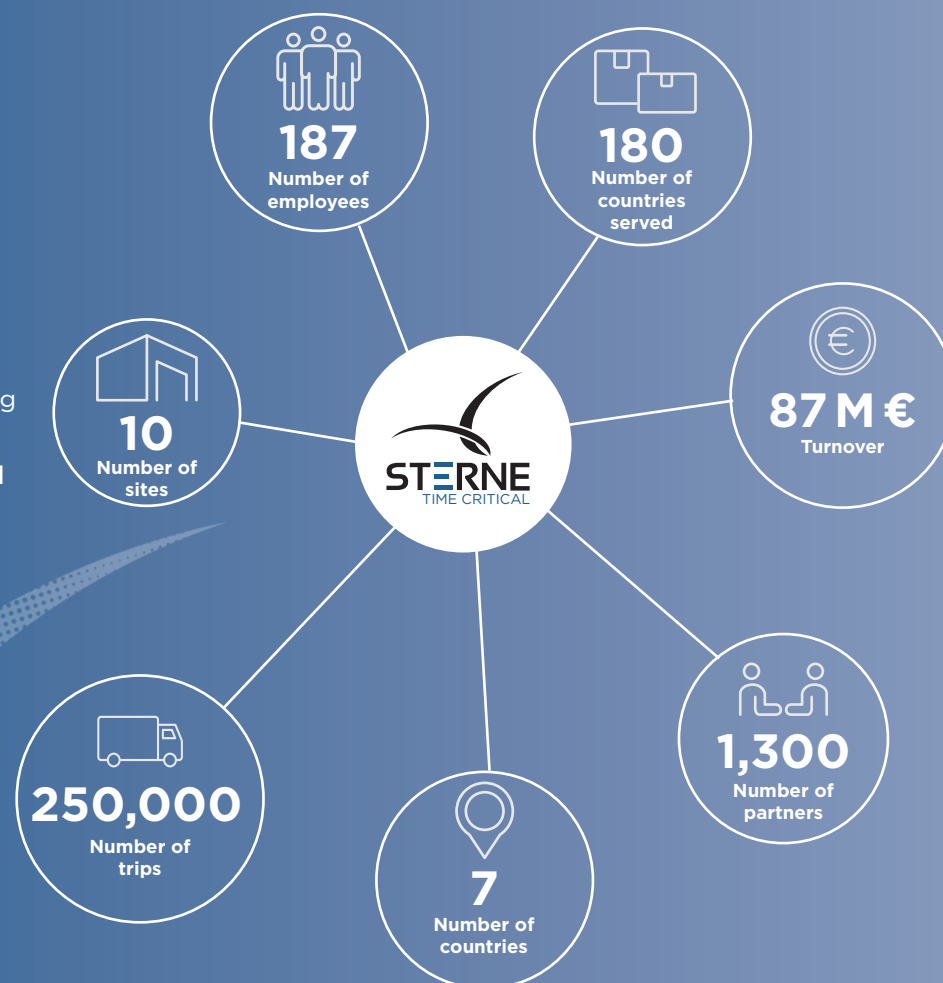 187
Number of
employees
180
Number of
countries
served
10
Number of
sites
87 M €
Turnover
STERNE
TIME CRITICAL
250,000
Number of
trips
7
Number of
countries
1,300
Number of
partners